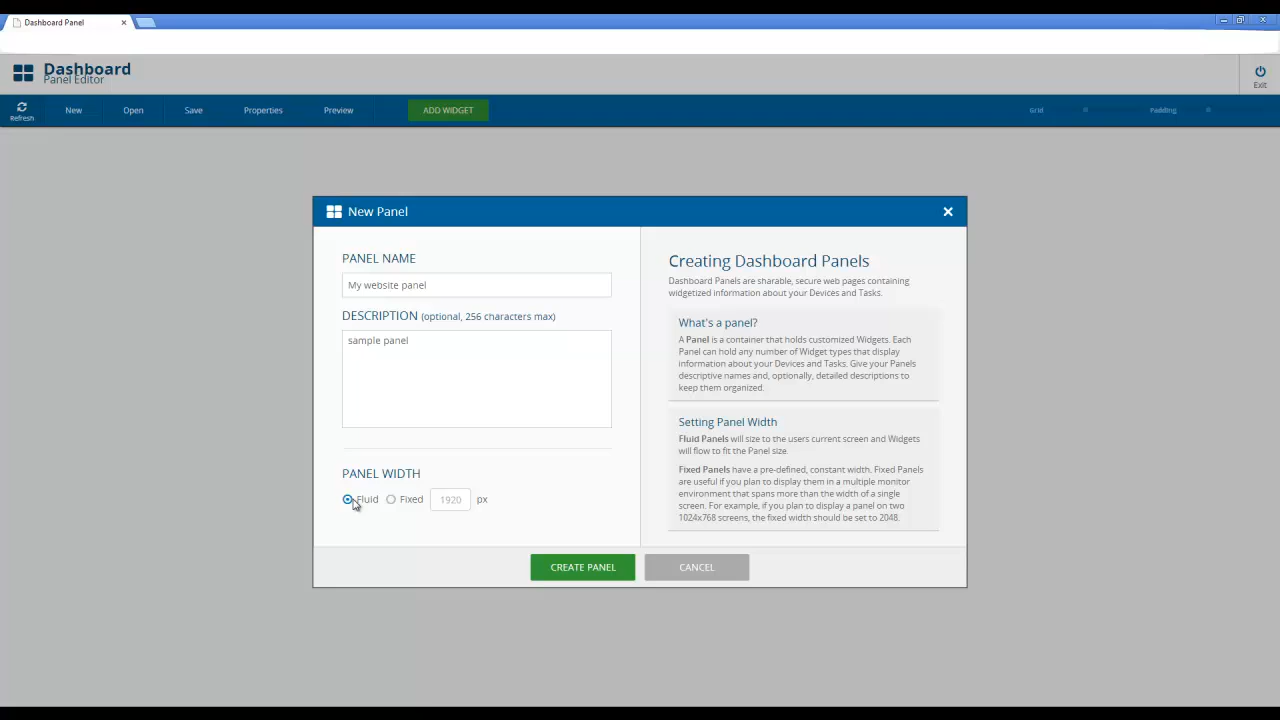 Dashboard Panel
Dashboard
Panel Editor
Exit
Refresh
New
Open
Save
Properties
Preview
ADD WIDGET
Grid
Padding
New Panel
PANEL NAME
My website panel
DESCRIPTION (optional, 256 characters max)
sample panel
PANEL WIDTH
Fluid
Fixed
1920
px
Creating Dashboard Panels
Dashboard Panels are sharable, secure web pages containing
widgetized information about your Devices and Tasks.
What's a panel?
A Panel is a container that holds customized Widgets. Each
Panel can hold any number of Widget types that display
information about your Devices and Tasks. Give your Panels
descriptive names and, optionally, detailed descriptions to
keep them organized.
Setting Panel Width
Fluid Panels will size to the users current screen and Widgets
will flow to fit the Panel size.
Fixed Panels have a pre-defined, constant width. Fixed Panels
are useful if you plan to display them in a multiple monitor
environment that spans more than the width of a single
screen. For example, if you plan to display a panel on two
1024x768 screens, the fixed width should be set to 2048.
CREATE PANEL
CANCEL